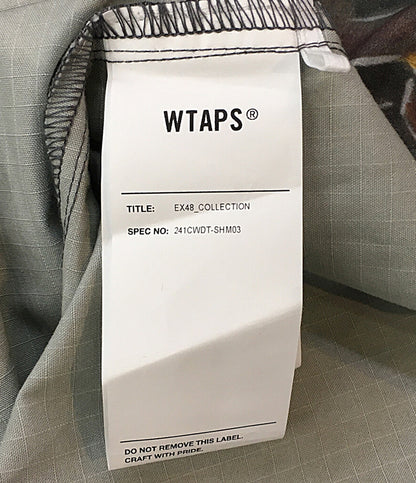 WTAPS®
TITLE: EX48_COLLECTION
SPEC NO: 241CWDT-SHM03
DO NOT REMOVE THIS LABEL.
CRAFT WITH PRIDE.